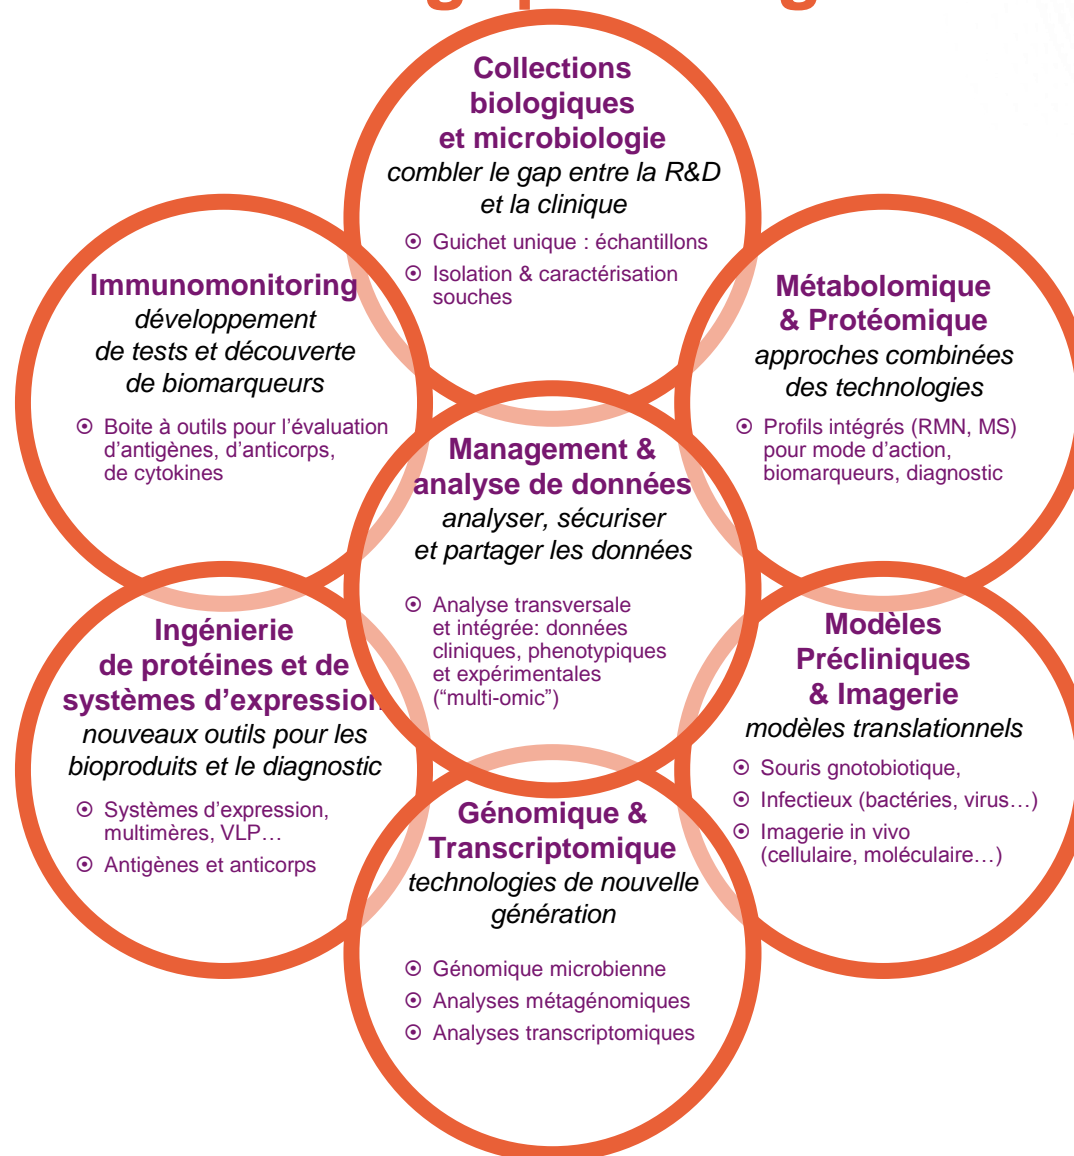 Collections
biologiques
et microbiologie
combler le gap entre la R&D
et la clinique
⦿ Guichet unique : échantillons
⦿ Isolation & caractérisation
souches
Immunomonitoring
développement
de tests et découverte
de biomarqueurs
⦿ Boite à outils pour l’évaluation
d’antigènes, d’anticorps,
de cytokines
Métabolomique
& Protéomique
approches combinées
des technologies
⦿ Profils intégrés (RMN, MS)
pour mode d’action,
biomarqueurs, diagnostic
Management &
analyse de données
analyser, sécuriser
et partager les données
⦿ Analyse transversale
et intégrée: données
cliniques, phenotypiques
et expérimentales
(“multi-omic”)
Ingénierie
de protéines et de
systèmes d’expression
nouveaux outils pour les
bioproduits et le diagnostic
⦿ Systèmes d’expression,
multimères, VLP…
⦿ Antigènes et anticorps
Modèles
Précliniques
& Imagerie
modèles translationnels
⦿ Souris gnotobiotique,
⦿ Infectieux (bactéries, virus…)
⦿ Imagerie in vivo
(cellulaire, moléculaire…)
Génomique &
Transcriptomique
technologies de nouvelle
génération
⦿ Génomique microbienne
⦿ Analyses métagénomiques
⦿ Analyses transcriptomiques